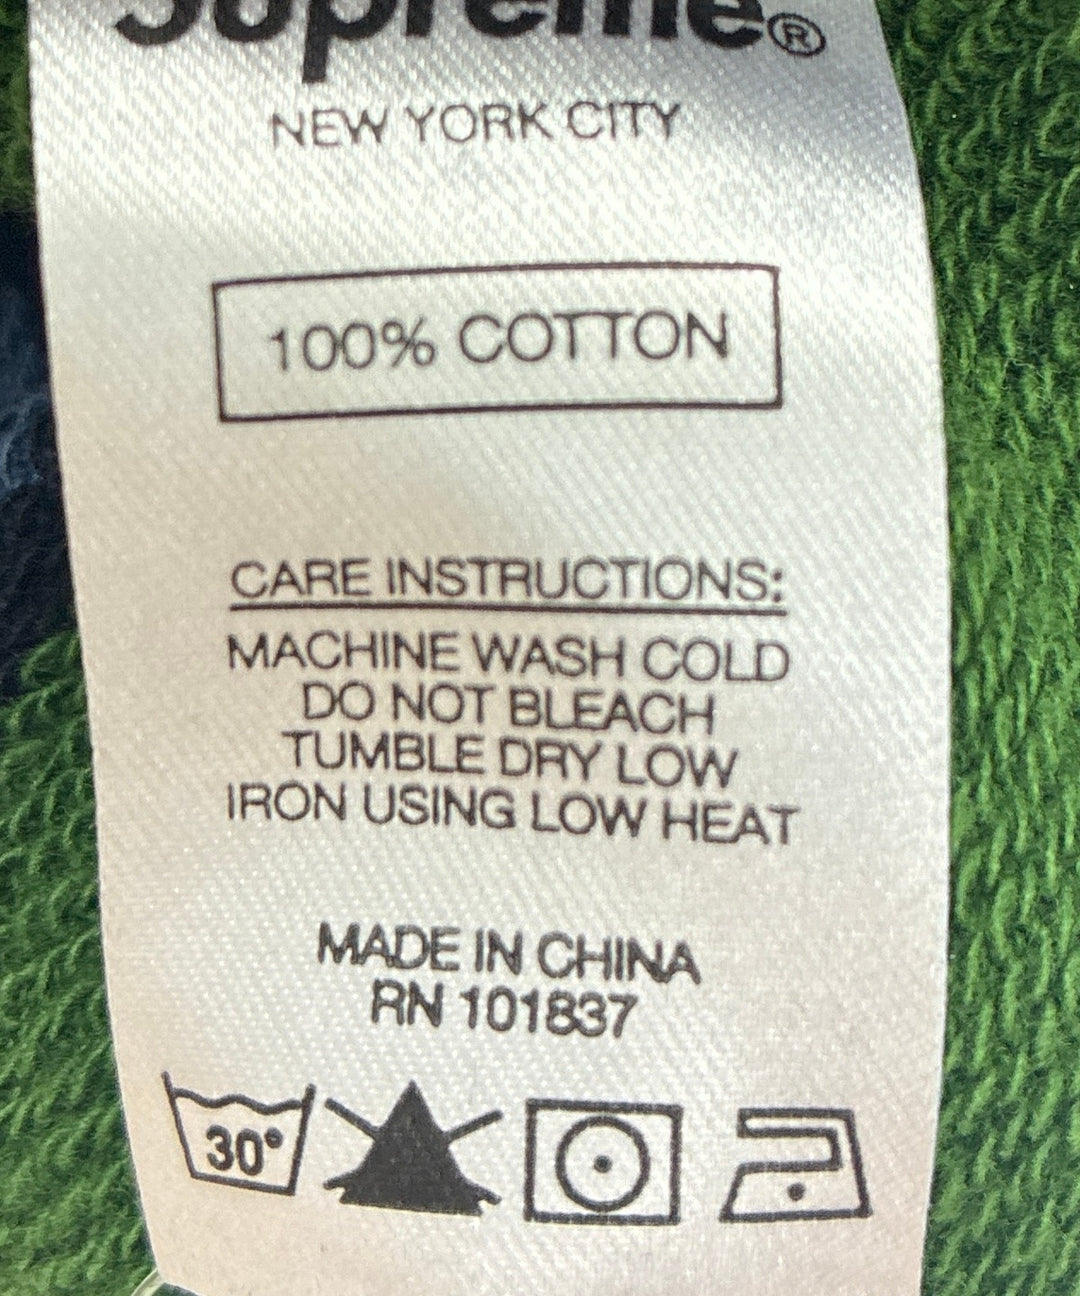 Supreme®
NEW YORK CITY
100% COTTON
CARE INSTRUCTIONS:
MACHINE WASH COLD
DO NOT BLEACH
TUMBLE DRY LOW
IRON USING LOW HEAT
MADE IN CHINA
RN 101837
30°